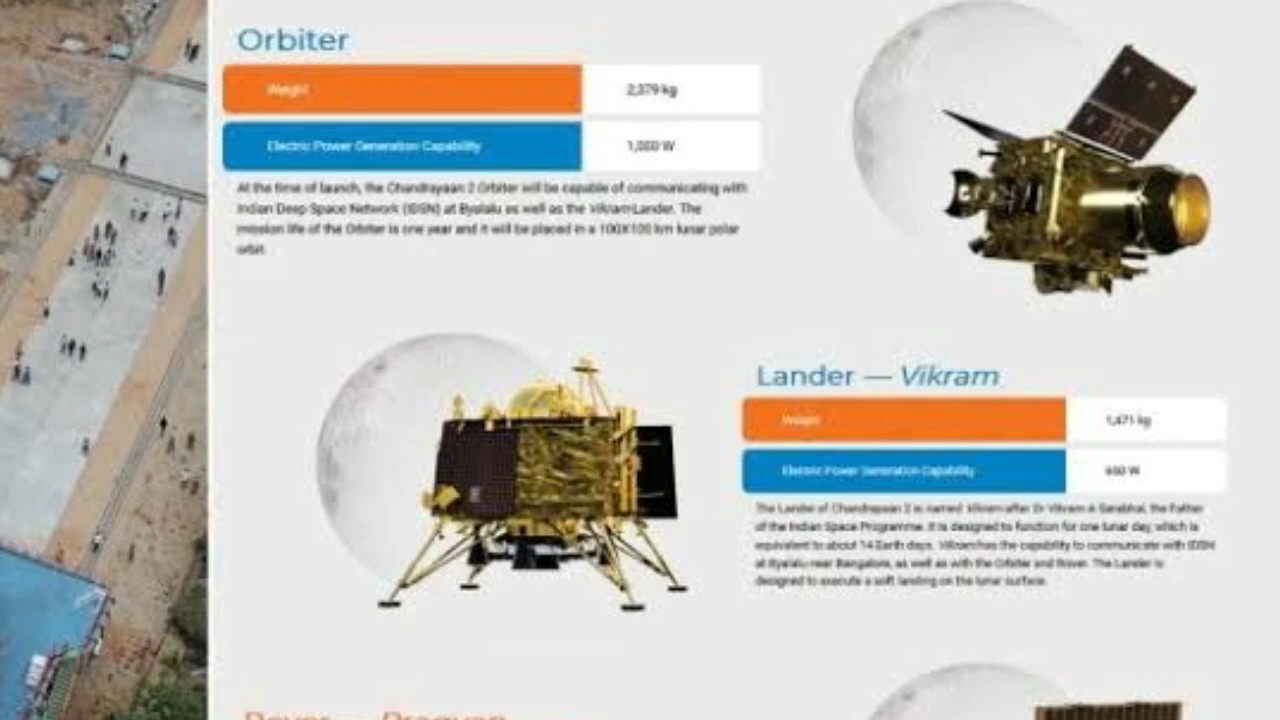 Orbiter
Weight 2,379 kg
Electric Power Generation Capability 1,000 W
At the time of launch, the Chandrayaan 2 Orbiter will be capable of communicating with
Indian Deep Space Network (IDSN) at Byalalu as well as the Vikram Lander. The
mission life of the Orbiter is one year and it will be placed in a 100X100 km lunar polar
orbit.
Lander — Vikram
Weight 1,471 kg
Electric Power Generation Capability 650 W
The Lander of Chandrayaan 2 is named Vikram after Dr Vikram A Sarabhai, the Father
of the Indian Space Programme. It is designed to function for one lunar day, which is
equivalent to about 14 Earth days. Vikram has the capability to communicate with IDSN
at Byalalu near Bangalore, as well as with the Orbiter and Rover. The Lander is
designed to execute a soft landing on the lunar surface.
Rover — Pragyan